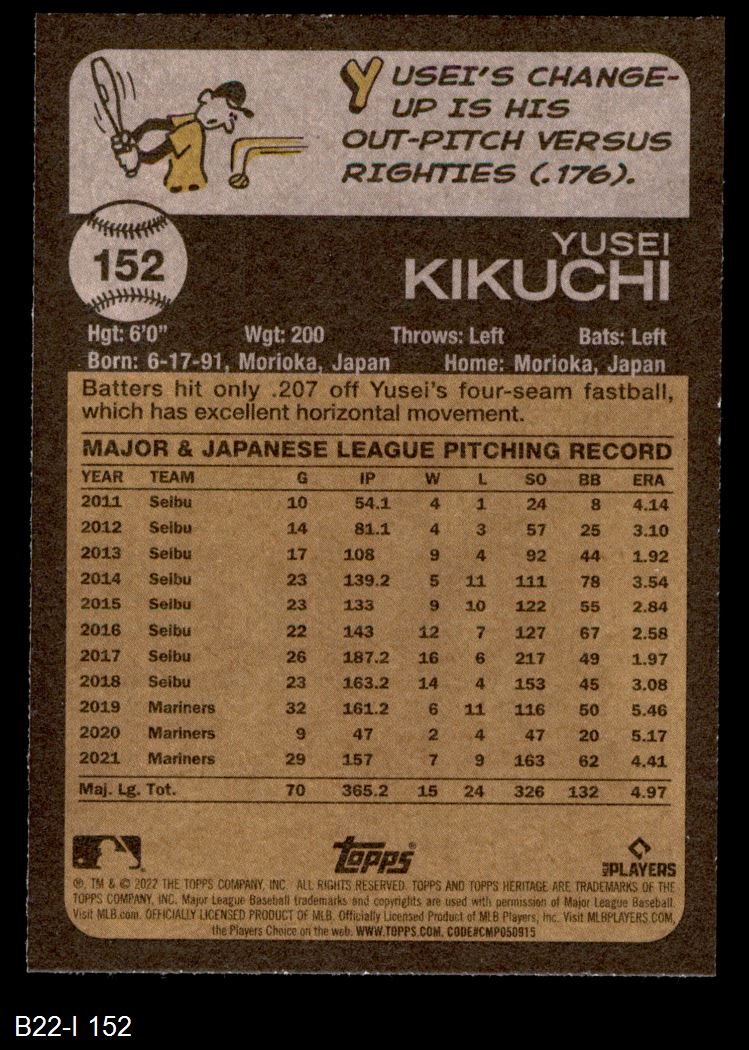 YUSEI'S CHANGE-
UP IS HIS
OUT-PITCH VERSUS
RIGHTIES (.176).
152
YUSEI
KIKUCHI
Hgt: 6'0" Wgt: 200 Throws: Left Bats: Left
Born: 6-17-91, Morioka, Japan Home: Morioka, Japan
Batters hit only .207 off Yusei's four-seam fastball,
which has excellent horizontal movement.
MAJOR & JAPANESE LEAGUE PITCHING RECORD
YEAR TEAM G IP W L SO BB ERA
2011 Seibu 10 54.1 4 1 24 8 4.14
2012 Seibu 14 81.1 4 3 57 25 3.10
2013 Seibu 17 108 9 4 92 44 1.92
2014 Seibu 23 139.2 5 11 111 78 3.54
2015 Seibu 23 133 9 10 122 55 2.84
2016 Seibu 22 143 12 7 127 67 2.58
2017 Seibu 26 187.2 16 6 217 49 1.97
2018 Seibu 23 163.2 14 4 153 45 3.08
2019 Mariners 32 161.2 6 11 116 50 5.46
2020 Mariners 9 47 2 4 47 20 5.17
2021 Mariners 29 157 7 9 163 62 4.41
Maj. Lg. Tot. 70 365.2 15 24 326 132 4.97
Topps®
PLAYERS
℗, TM & © 2022 THE TOPPS COMPANY, INC. ALL RIGHTS RESERVED. TOPPS AND TOPPS HERITAGE ARE TRADEMARKS OF THE
TOPPS COMPANY, INC. Major League Baseball trademarks and copyrights are used with permission of Major League Baseball.
Visit MLB.com. OFFICIALLY LICENSED PRODUCT OF MLB. Officially Licensed Product of MLB Players, Inc. Visit MLBPLAYERS.COM,
the Players Choice on the web. WWW.TOPPS.COM. CODE#CMP050915
B22-I 152